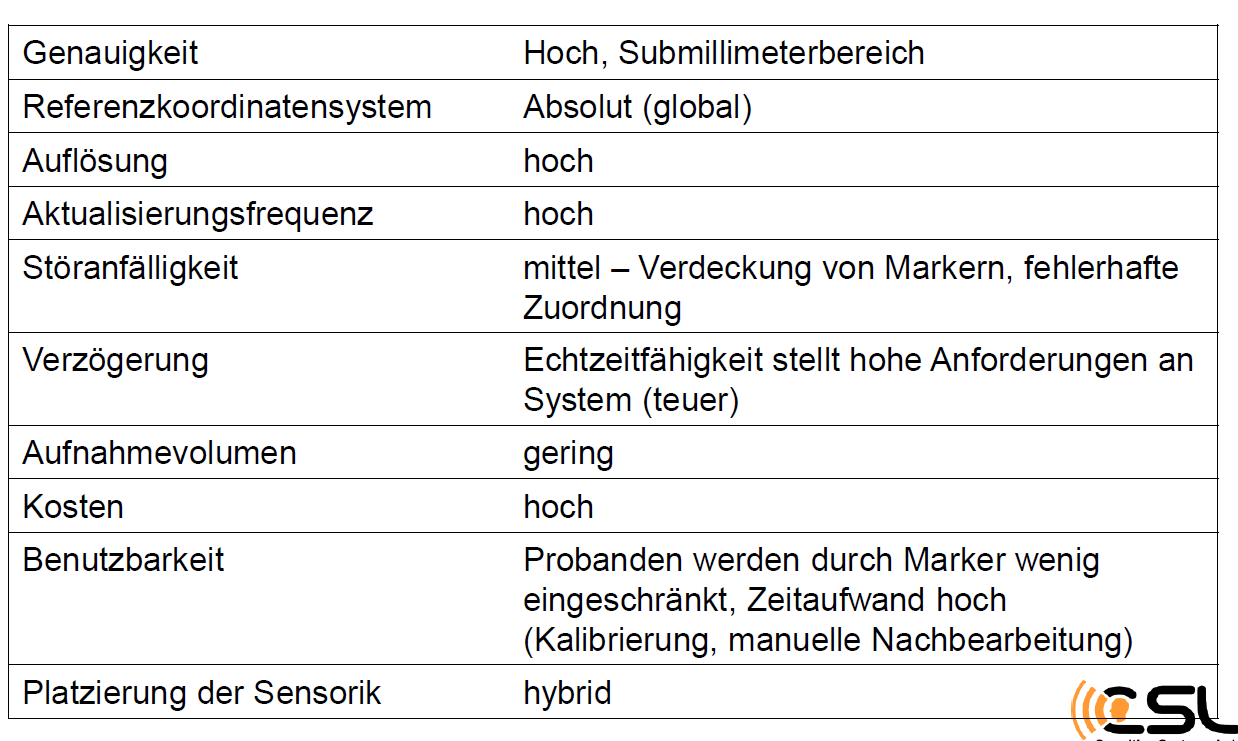 Genauigkeit Hoch, Submillimeterbereich
Referenzkoordinatensystem Absolut (global)
Auflösung hoch
Aktualisierungsfrequenz hoch
Störanfälligkeit mittel – Verdeckung von Markern, fehlerhafte
Zuordnung
Verzögerung Echtzeitfähigkeit stellt hohe Anforderungen an
System (teuer)
Aufnahmevolumen gering
Kosten hoch
Benutzbarkeit Probanden werden durch Marker wenig
eingeschränkt, Zeitaufwand hoch
(Kalibrierung, manuelle Nachbearbeitung)
Platzierung der Sensorik hybrid
CSL